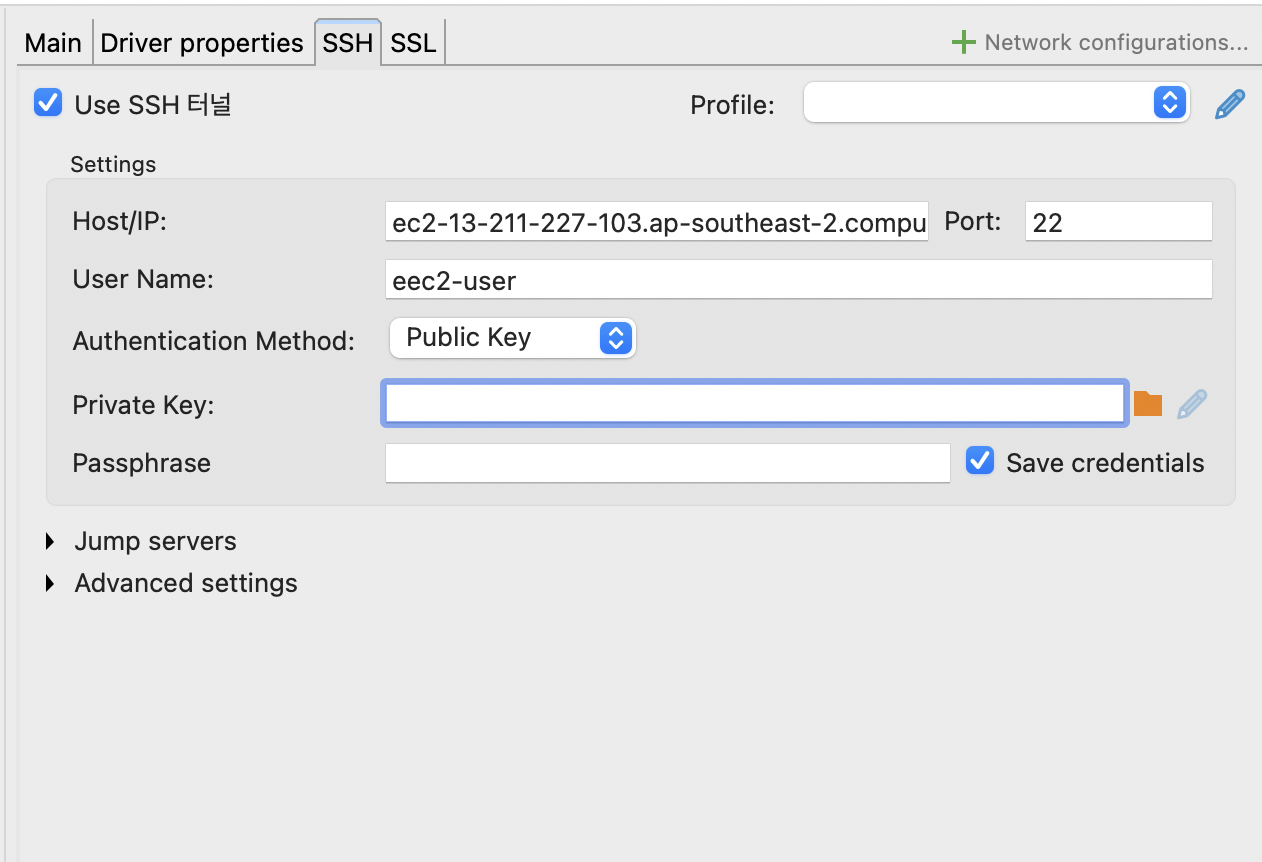 Main Driver properties SSH SSL Network configurations...
Use SSH 터널 Profile:
Settings
Host/IP: ec2-13-211-227-103.ap-southeast-2.compu Port: 22
User Name: eec2-user
Authentication Method: Public Key
Private Key:
Passphrase Save credentials
Jump servers
Advanced settings